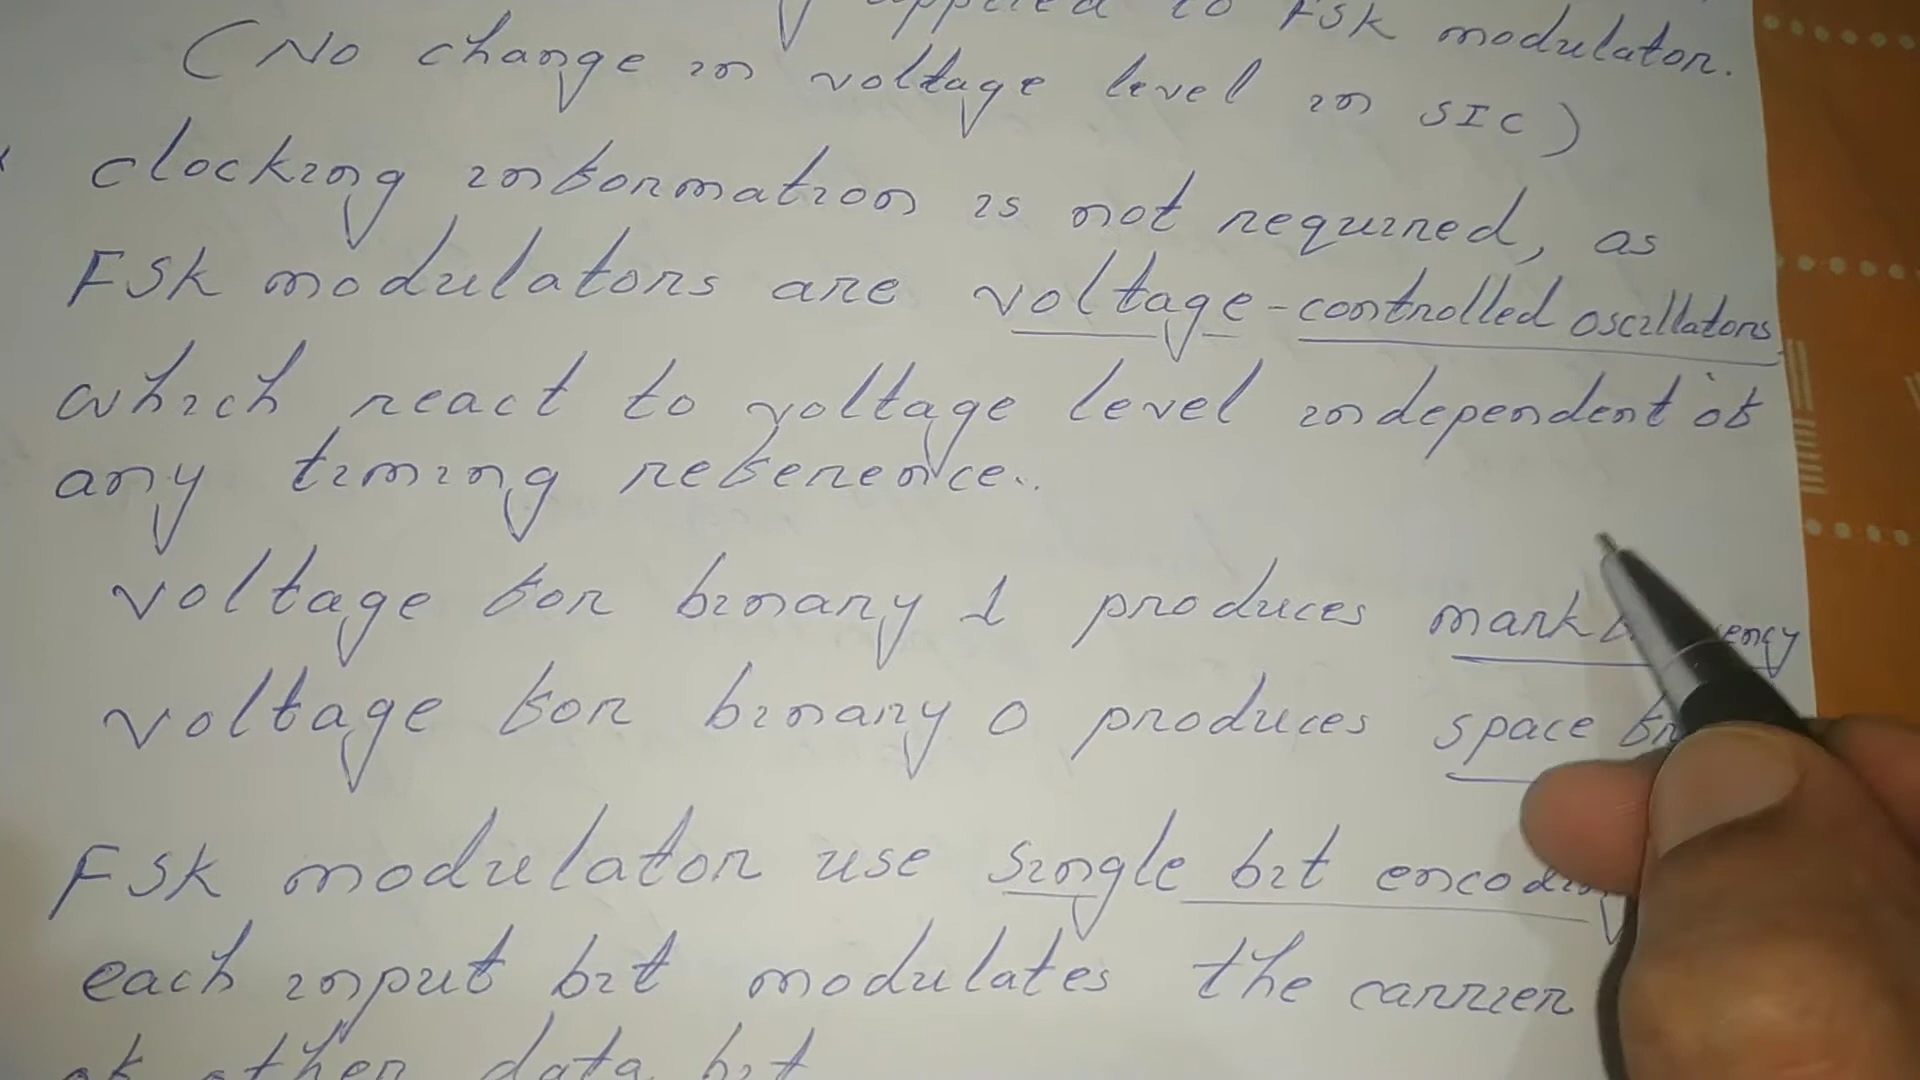 applied to FSK modulator.
(No change in voltage level in SIC)
clocking information is not required, as
FSK modulators are voltage-controlled oscillators,
which react to voltage level independent of
any timing reference..
voltage for binary 1 produces mark
voltage for binary 0 produces space
FSK modulator use single bit encoding
each input bit modulates the carrier
of other data bit